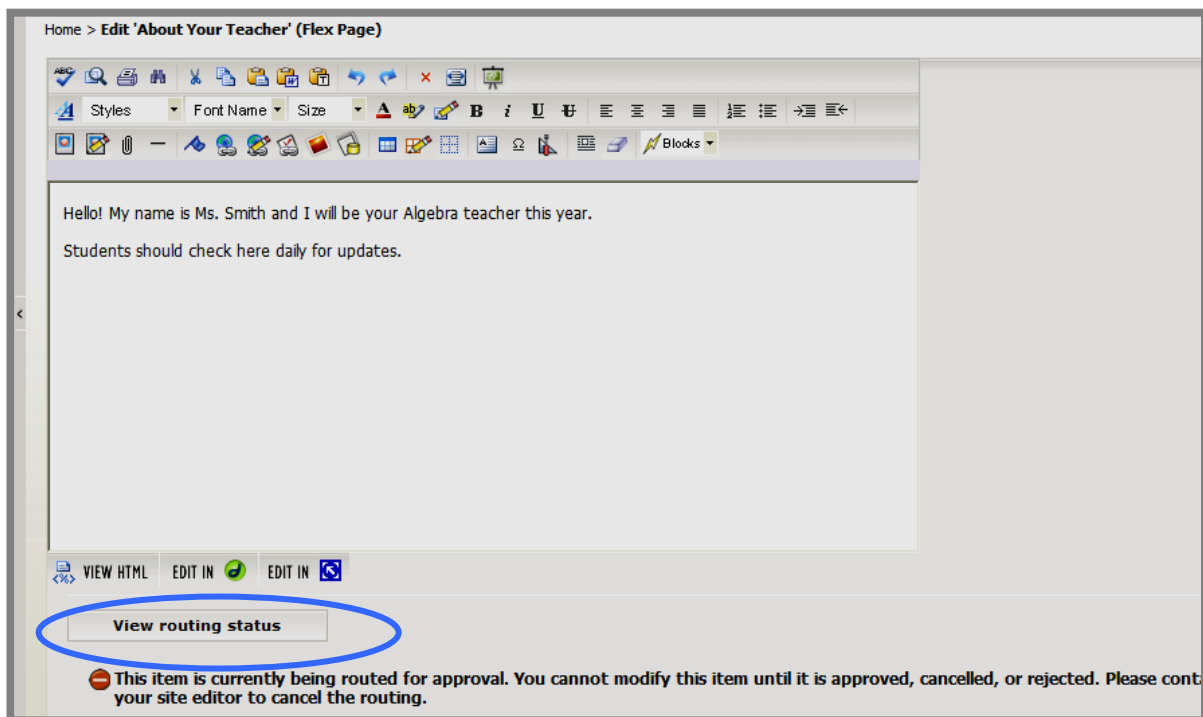 Home > Edit 'About Your Teacher' (Flex Page)
ABC
Styles Font Name Size A ab B i U U
Ω Blocks
Hello! My name is Ms. Smith and I will be your Algebra teacher this year.
Students should check here daily for updates.
<%> VIEW HTML EDIT IN EDIT IN
View routing status
This item is currently being routed for approval. You cannot modify this item until it is approved, cancelled, or rejected. Please
your site editor to cancel the routing.